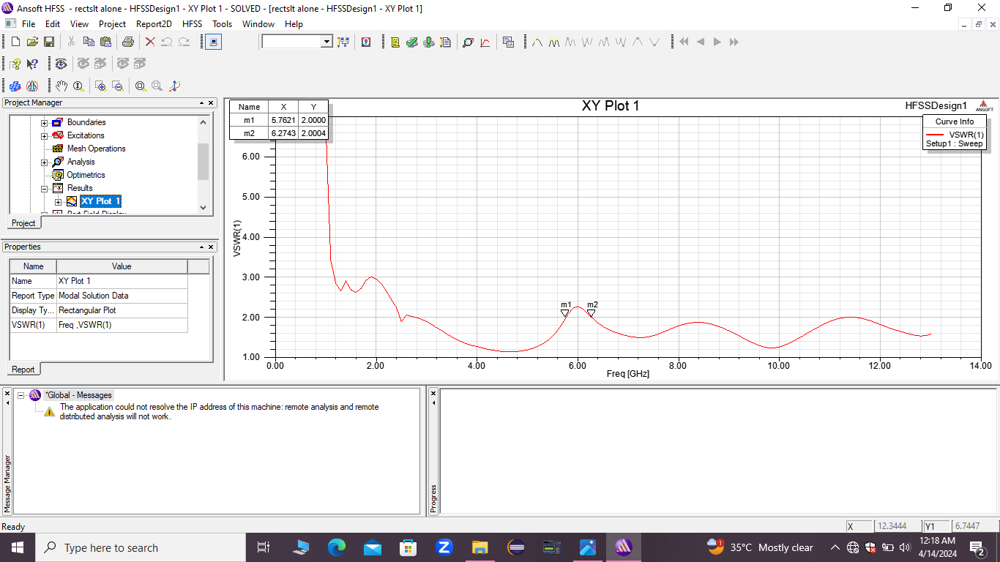 Ansoft HFSS - rectslt alone - HFSSDesign1 - XY Plot 1 - SOLVED - [rectslt alone - HFSSDesign1 - XY Plot 1]
File Edit View Project Report2D HFSS Tools Window Help
Project Manager
Boundaries
Excitations
Mesh Operations
Analysis
Optimetrics
Results
XY Plot 1
Project
Properties
Name Value
Name XY Plot 1
Report Type Modal Solution Data
Display Ty... Rectangular Plot
VSWR(1) Freq ,VSWR(1)
Report
Name X Y
m1 5.7621 2.0000
m2 6.2743 2.0004
XY Plot 1
HFSSDesign1
ANSOFT
Curve Info
VSWR(1)
Setup1 : Sweep
VSWR(1)
6.00
5.00
4.00
3.00
2.00
1.00
m1 m2
0.00 2.00 4.00 6.00 8.00 10.00 12.00 14.00
Freq [GHz]
Message Manager
*Global - Messages
The application could not resolve the IP address of this machine: remote analysis and remote
distributed analysis will not work.
Progress
Ready
X 12.3444 Y1 6.7447
Type here to search
1
35°C Mostly clear
12:18 AM
4/14/2024
2